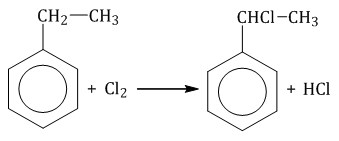 CH₂–CH₃ CHCl–CH₃
+ Cl₂ + HCl